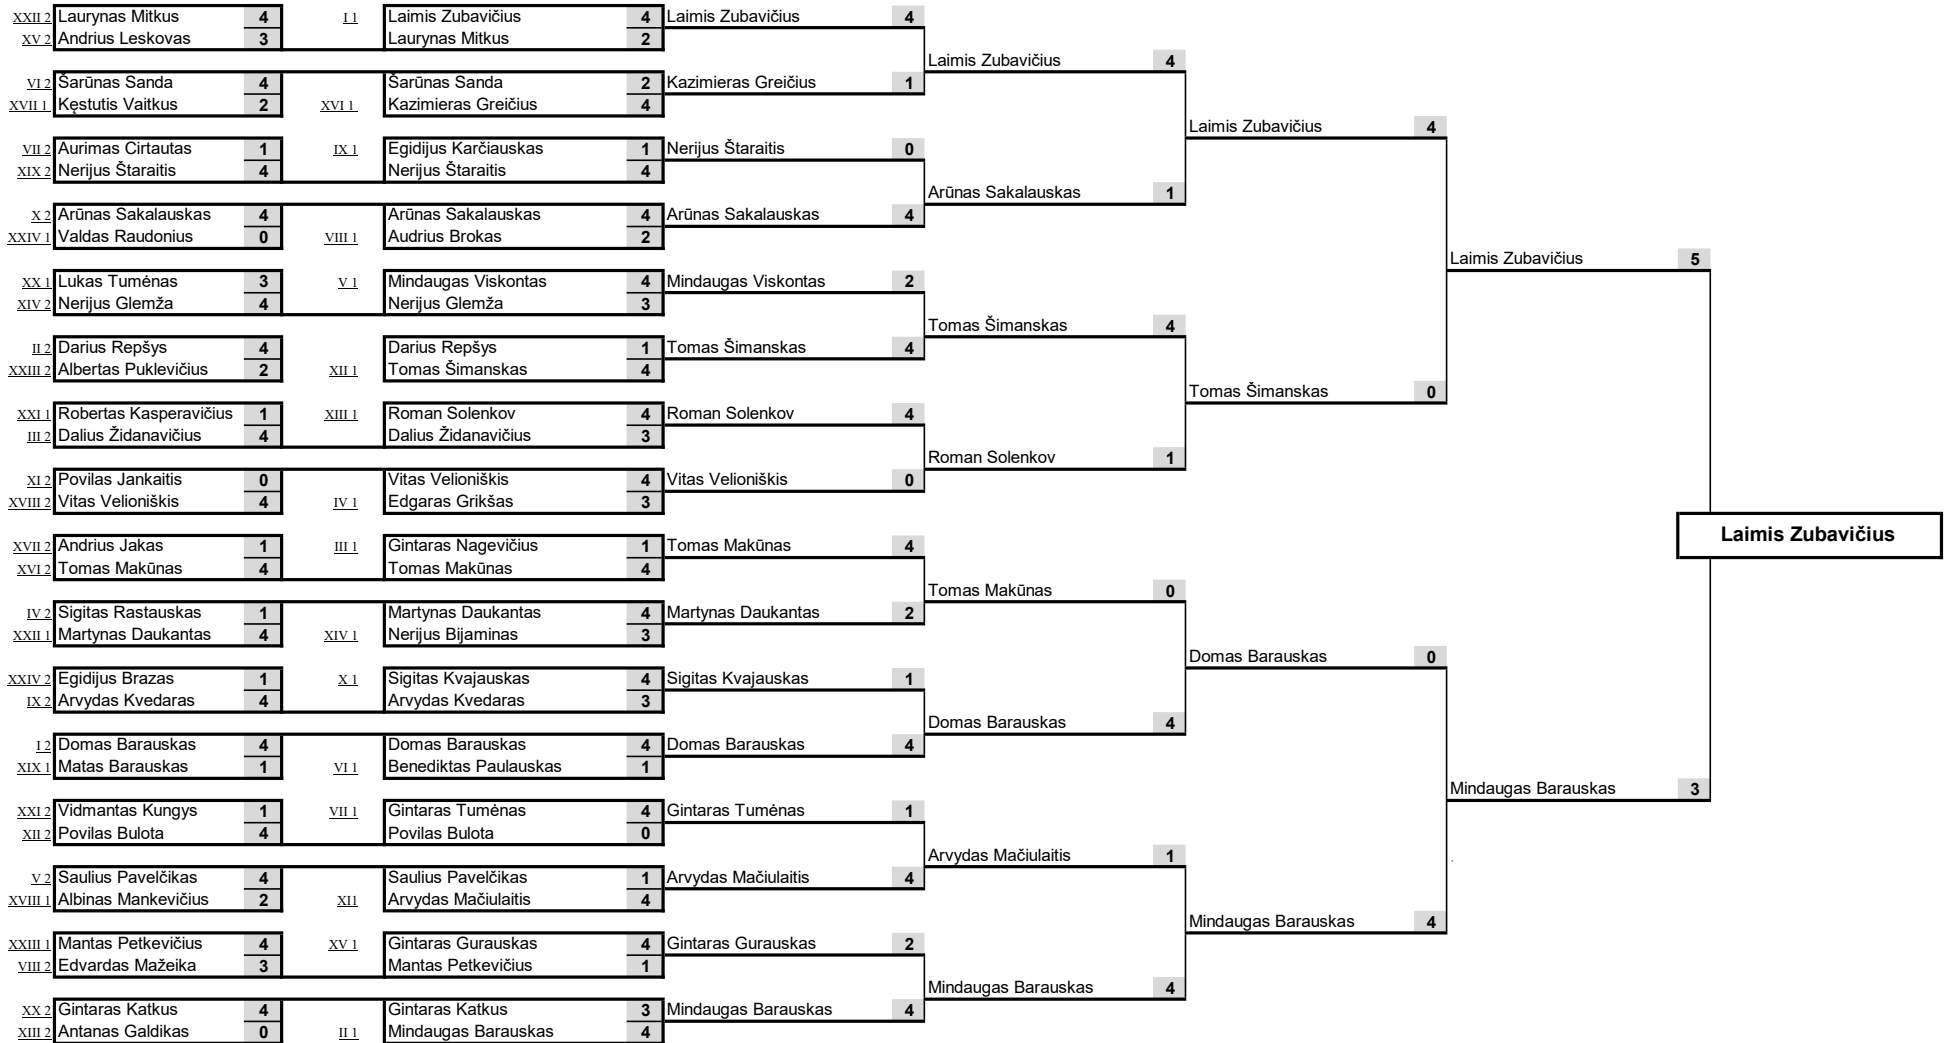 XXII 2 Laurynas Mitkus 4 I 1 Laimis Zubavičius 4 Laimis Zubavičius 4
XV 2 Andrius Leskovas 3 Laurynas Mitkus 2
Laimis Zubavičius 4
VI 2 Šarūnas Sanda 4 Šarūnas Sanda 2 Kazimieras Greičius 1
XVII 1 Kęstutis Vaitkus 2 XVI 1 Kazimieras Greičius 4
Laimis Zubavičius 4
VII 2 Aurimas Cirtautas 1 IX 1 Egidijus Karčiauskas 1 Nerijus Štaraitis 0
XIX 2 Nerijus Štaraitis 4 Nerijus Štaraitis 4
Arūnas Sakalauskas 1
X 2 Arūnas Sakalauskas 4 Arūnas Sakalauskas 4 Arūnas Sakalauskas 4
XXIV 1 Valdas Raudonius 0 VIII 1 Audrius Brokas 2
Laimis Zubavičius 5
XX 1 Lukas Tumėnas 3 V 1 Mindaugas Viskontas 4 Mindaugas Viskontas 2
XIV 2 Nerijus Glemža 4 Nerijus Glemža 3
Tomas Šimanskas 4
II 2 Darius Repšys 4 Darius Repšys 1 Tomas Šimanskas 4
XXIII 2 Albertas Puklevičius 2 XII 1 Tomas Šimanskas 4
Tomas Šimanskas 0
XXI 1 Robertas Kasperavičius 1 XIII 1 Roman Solenkov 4 Roman Solenkov 4
III 2 Dalius Židanavičius 4 Dalius Židanavičius 3
Roman Solenkov 1
XI 2 Povilas Jankaitis 0 Vitas Velioniškis 4 Vitas Velioniškis 0
XVIII 2 Vitas Velioniškis 4 IV 1 Edgaras Grikšas 3
Laimis Zubavičius
XVII 2 Andrius Jakas 1 III 1 Gintaras Nagevičius 1 Tomas Makūnas 4
XVI 2 Tomas Makūnas 4 Tomas Makūnas 4
Tomas Makūnas 0
IV 2 Sigitas Rastauskas 1 Martynas Daukantas 4 Martynas Daukantas 2
XXII 1 Martynas Daukantas 4 XIV 1 Nerijus Bijaminas 3
Domas Barauskas 0
XXIV 2 Egidijus Brazas 1 X 1 Sigitas Kvajauskas 4 Sigitas Kvajauskas 1
IX 2 Arvydas Kvedaras 4 Arvydas Kvedaras 3
Domas Barauskas 4
I 2 Domas Barauskas 4 Domas Barauskas 4 Domas Barauskas 4
XIX 1 Matas Barauskas 1 VI 1 Benediktas Paulauskas 1
Mindaugas Barauskas 3
XXI 2 Vidmantas Kungys 1 VII 1 Gintaras Tumėnas 4 Gintaras Tumėnas 1
XII 2 Povilas Bulota 4 Povilas Bulota 0
Arvydas Mačiulaitis 1
V 2 Saulius Pavelčikas 4 Saulius Pavelčikas 1 Arvydas Mačiulaitis 4
XVIII 1 Albinas Mankevičius 2 XI1 Arvydas Mačiulaitis 4
Mindaugas Barauskas 4
XXIII 1 Mantas Petkevičius 4 XV 1 Gintaras Gurauskas 4 Gintaras Gurauskas 2
VIII 2 Edvardas Mažeika 3 Mantas Petkevičius 1
Mindaugas Barauskas 4
XX 2 Gintaras Katkus 4 Gintaras Katkus 3 Mindaugas Barauskas 4
XIII 2 Antanas Galdikas 0 II 1 Mindaugas Barauskas 4